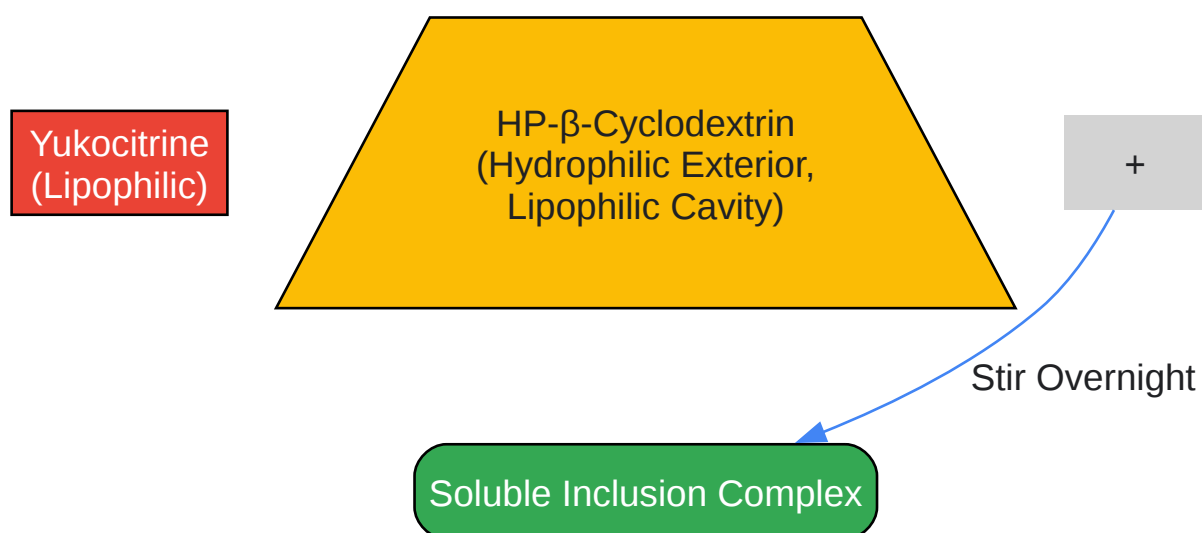 Yukocitrine
(Lipophilic)
HP-β-Cyclodextrin
(Hydrophilic Exterior,
Lipophilic Cavity)
+
Stir Overnight
Soluble Inclusion Complex